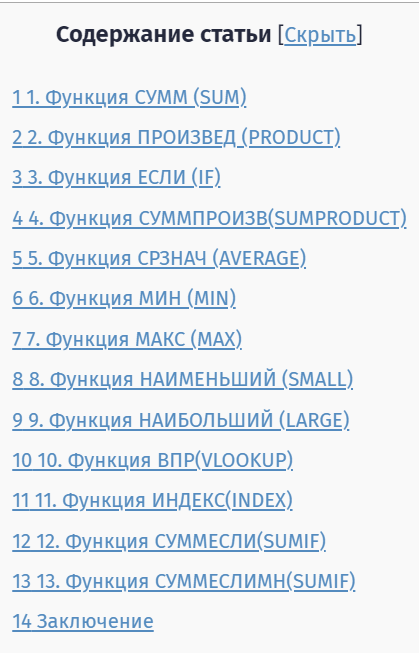 Содержание статьи [Скрыть]
1 1. Функция СУММ (SUM)
2 2. Функция ПРОИЗВЕД (PRODUCT)
3 3. Функция ЕСЛИ (IF)
4 4. Функция СУММПРОИЗВ(SUMPRODUCT)
5 5. Функция СРЗНАЧ (AVERAGE)
6 6. Функция МИН (MIN)
7 7. Функция МАКС (MAX)
8 8. Функция НАИМЕНЬШИЙ (SMALL)
9 9. Функция НАИБОЛЬШИЙ (LARGE)
10 10. Функция ВПР(VLOOKUP)
11 11. Функция ИНДЕКС(INDEX)
12 12. Функция СУММЕСЛИ(SUMIF)
13 13. Функция СУММЕСЛИМН(SUMIF)
14 Заключение